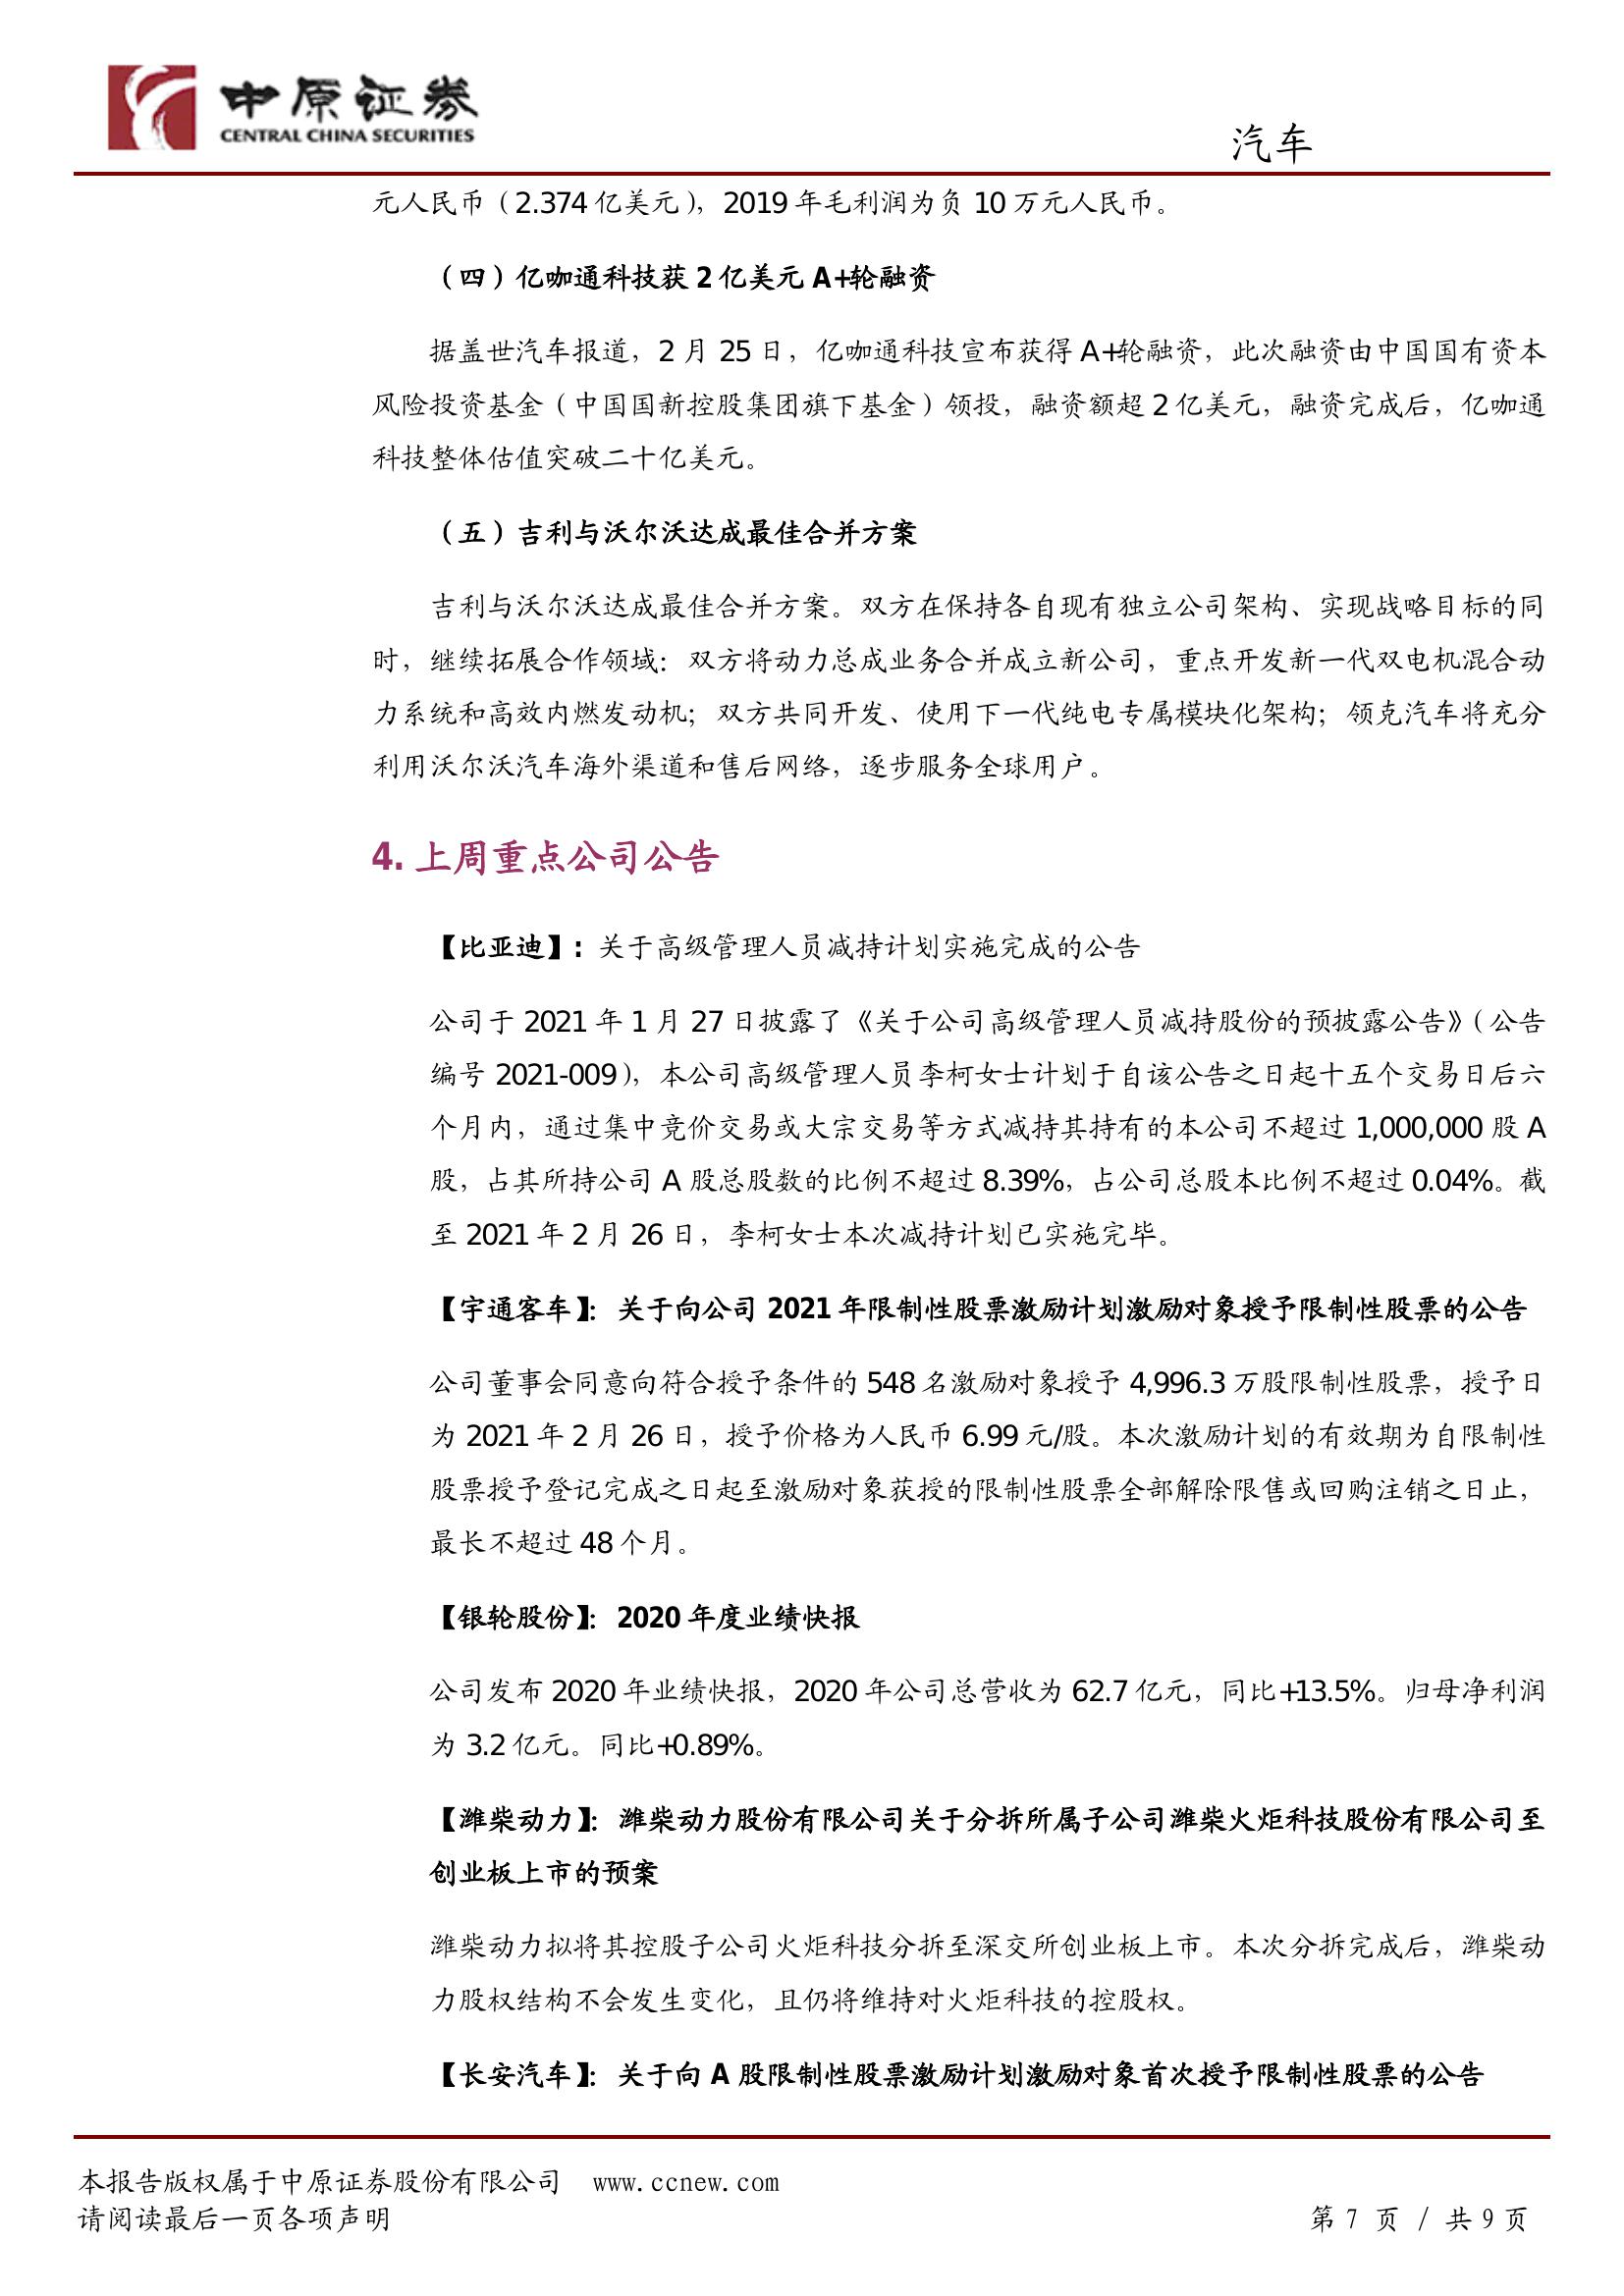 中原证券
CENTRAL CHINA SECURITIES
汽车
元人民币（2.374 亿美元），2019 年毛利润为负 10 万元人民币。
（四）亿咖通科技获 2 亿美元 A+轮融资
据盖世汽车报道，2 月 25 日，亿咖通科技宣布获得 A+轮融资，此次融资由中国国有资本
风险投资基金（中国国新控股集团旗下基金）领投，融资额超 2 亿美元，融资完成后，亿咖通
科技整体估值突破二十亿美元。
（五）吉利与沃尔沃达成最佳合并方案
吉利与沃尔沃达成最佳合并方案。双方在保持各自现有独立公司架构、实现战略目标的同
时，继续拓展合作领域：双方将动力总成业务合并成立新公司，重点开发新一代双电机混合动
力系统和高效内燃发动机；双方共同开发、使用下一代纯电专属模块化架构；领克汽车将充分
利用沃尔沃汽车海外渠道和售后网络，逐步服务全球用户。
4. 上周重点公司公告
【比亚迪】：关于高级管理人员减持计划实施完成的公告
公司于 2021 年 1 月 27 日披露了《关于公司高级管理人员减持股份的预披露公告》（公告
编号 2021-009），本公司高级管理人员李柯女士计划于自该公告之日起十五个交易日后六
个月内，通过集中竞价交易或大宗交易等方式减持其持有的本公司不超过 1,000,000 股 A
股，占其所持公司 A 股总股数的比例不超过 8.39%，占公司总股本比例不超过 0.04%。截
至 2021 年 2 月 26 日，李柯女士本次减持计划已实施完毕。
【宇通客车】：关于向公司 2021 年限制性股票激励计划激励对象授予限制性股票的公告
公司董事会同意向符合授予条件的 548 名激励对象授予 4,996.3 万股限制性股票，授予日
为 2021 年 2 月 26 日，授予价格为人民币 6.99 元/股。本次激励计划的有效期为自限制性
股票授予登记完成之日起至激励对象获授的限制性股票全部解除限售或回购注销之日止，
最长不超过 48 个月。
【银轮股份】：2020 年度业绩快报
公司发布 2020 年业绩快报，2020 年公司总营收为 62.7 亿元，同比+13.5%。归母净利润
为 3.2 亿元。同比+0.89%。
【潍柴动力】：潍柴动力股份有限公司关于分拆所属子公司潍柴火炬科技股份有限公司至
创业板上市的预案
潍柴动力拟将其控股子公司火炬科技分拆至深交所创业板上市。本次分拆完成后，潍柴动
力股权结构不会发生变化，且仍将维持对火炬科技的控股权。
【长安汽车】：关于向 A 股限制性股票激励计划激励对象首次授予限制性股票的公告
本报告版权属于中原证券股份有限公司 www.ccnew.com
请阅读最后一页各项声明
第 7 页 / 共 9 页